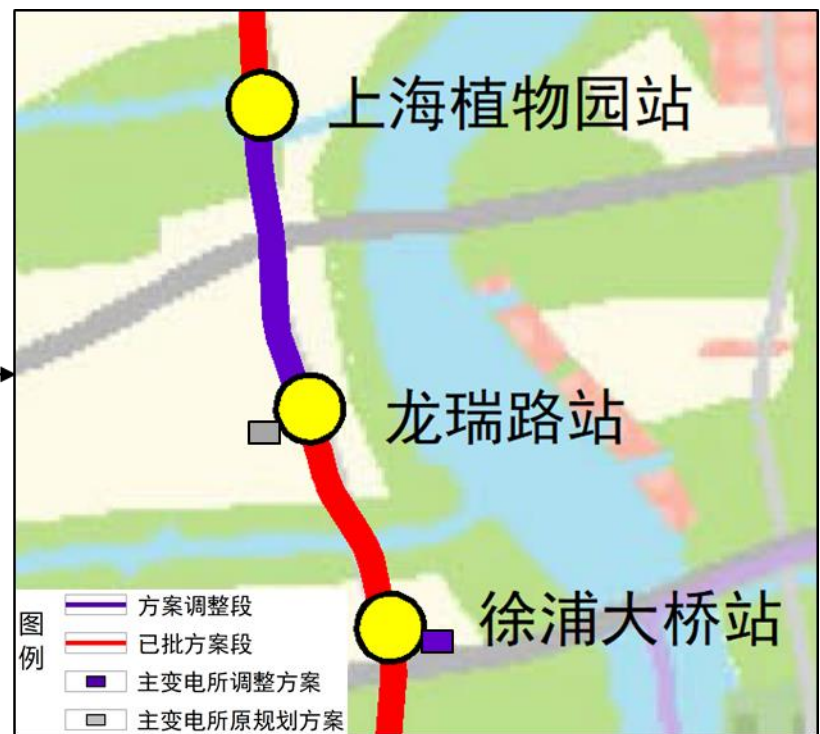 上海植物园站
龙瑞路站
徐浦大桥站
图例
方案调整段
已批方案段
主变电所调整方案
主变电所原规划方案